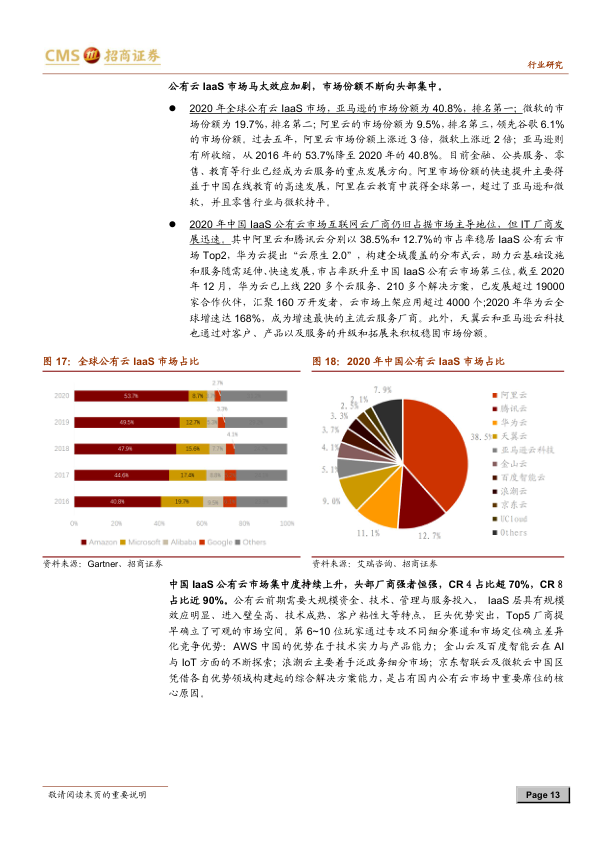 CMS 招商证券
行业研究
公有云 IaaS 市场马太效应加剧，市场份额不断向头部集中。
● 2020 年全球公有云 IaaS 市场，亚马逊的市场份额为 40.8%，排名第一；微软的市
场份额为 19.7%，排名第二；阿里云的市场份额为 9.5%，排名第三，领先谷歌 6.1%
的市场份额。过去五年，阿里云市场份额上涨近 3 倍，微软上涨近 2 倍；亚马逊则
有所收缩，从 2016 年的 53.7%降至 2020 年的 40.8%。目前金融、公共服务、零
售、教育等行业已经成为云服务的重点发展方向。阿里市场份额的快速提升主要得
益于中国在线教育的高速发展，阿里在云教育中获得全球第一，超过了亚马逊和微
软，并且零售行业与微软持平。
● 2020 年中国 IaaS 公有云市场互联网云厂商仍旧占据市场主导地位，但 IT 厂商发
展迅速。其中阿里云和腾讯云分别以 38.5%和 12.7%的市占率稳居 IaaS 公有云市
场 Top2，华为云提出“云原生 2.0”，构建全域覆盖的分布式云，助力云基础设施
和服务随需延伸、快速发展，市占率跃升至中国 IaaS 公有云市场第三位。截至 2020
年 12 月，华为云已上线 220 多个云服务、210 多个解决方案，已发展超过 19000
家合作伙伴，汇聚 160 万开发者，云市场上架应用超过 4000 个;2020 年华为云全
球增速达 168%，成为增速最快的主流云服务厂商。此外，天翼云和亚马逊云科技
也通过对客户、产品以及服务的升级和拓展来积极稳固市场份额。
图 17：全球公有云 IaaS 市场占比
2.7%
2020 53.7% 8.7%
3.3%
2019 49.5% 12.7%
4.1%
2018 47.9% 15.6% 7.7%
2017 44.6% 17.4% 8.8%
2016 40.8% 19.7% 9.5%
0% 20% 40% 60% 80% 100%
Amazon Microsoft Alibaba Google Others
资料来源：Gartner、招商证券
图 18：2020 年中国公有云 IaaS 市场占比
38.5%
12.7%
11.1%
9.0%
5.1%
4.1%
3.7%
3.3%
2.3%
2.1%
7.9%
阿里云
腾讯云
华为云
天翼云
亚马逊云科技
金山云
百度智能云
浪潮云
京东云
UCloud
Others
资料来源：艾瑞咨询、招商证券
中国 IaaS 公有云市场集中度持续上升，头部厂商强者恒强，CR 4 占比超 70%，CR 8
占比近 90%。公有云前期需要大规模资金、技术、管理与服务投入， IaaS 层具有规模
效应明显、进入壁垒高、技术成熟、客户粘性大等特点，巨头优势突出，Top5 厂商提
早确立了可观的市场空间。第 6~10 位玩家通过专攻不同细分赛道和市场定位确立差异
化竞争优势：AWS 中国的优势在于技术实力与产品能力；金山云及百度智能云在 AI
与 IoT 方面的不断探索；浪潮云主要着手泛政务细分市场；京东智联云及微软云中国区
凭借各自优势领域构建起的综合解决方案能力，是占有国内公有云市场中重要席位的核
心原因。
敬请阅读末页的重要说明
Page 13